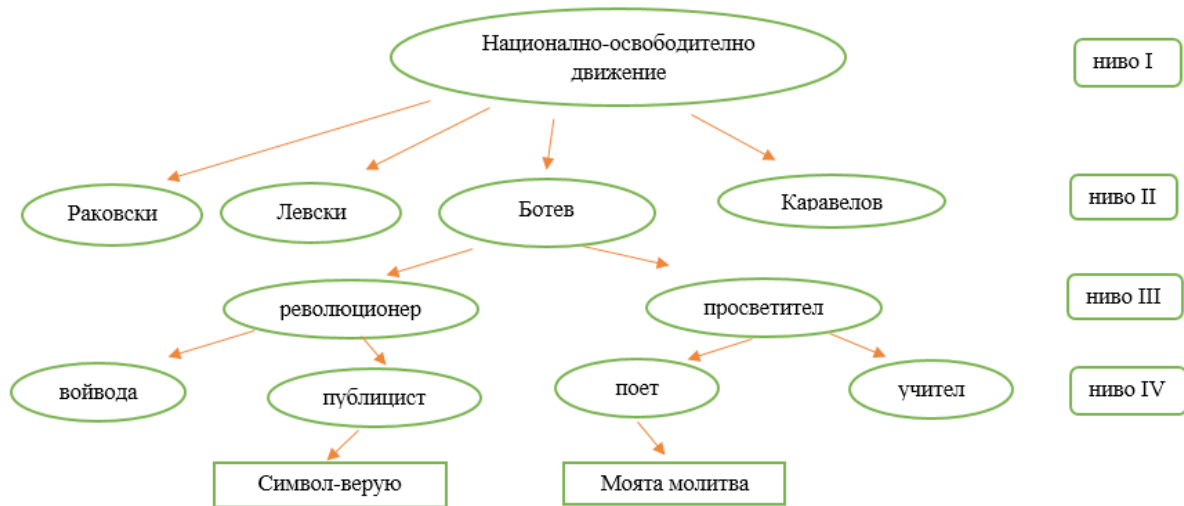 Национално-освободително
движение
ниво I
Раковски
Левски
Ботев
Каравелов
ниво II
революционер
просветител
ниво III
войвода
публицист
поет
учител
ниво IV
Символ-верую
Моята молитва